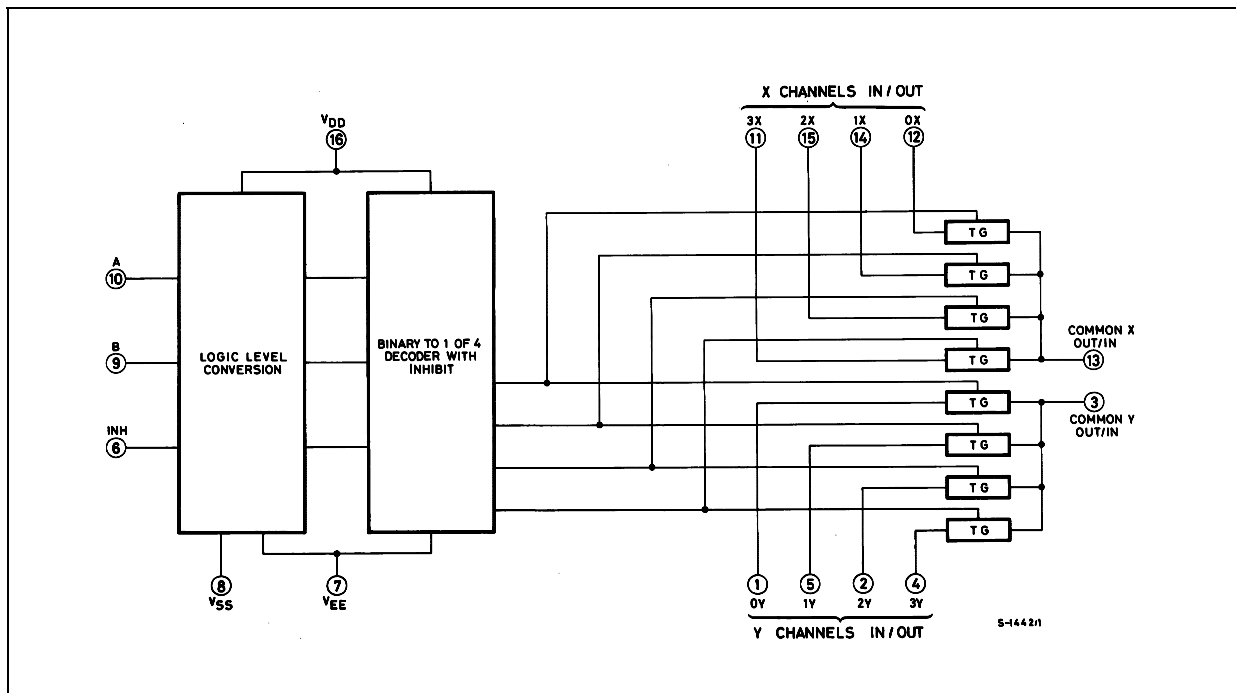 X CHANNELS IN / OUT
3X 2X 1X 0X
11 15 14 12
VDD
16
TG
TG
TG
TG
TG
TG
TG
TG
A
10
B
9
INH
6
LOGIC LEVEL
CONVERSION
BINARY TO 1 OF 4
DECODER WITH
INHIBIT
COMMON X
OUT/IN
13
3
COMMON Y
OUT/IN
8
VSS
7
VEE
1 5 2 4
0Y 1Y 2Y 3Y
Y CHANNELS IN / OUT
S-1442/1